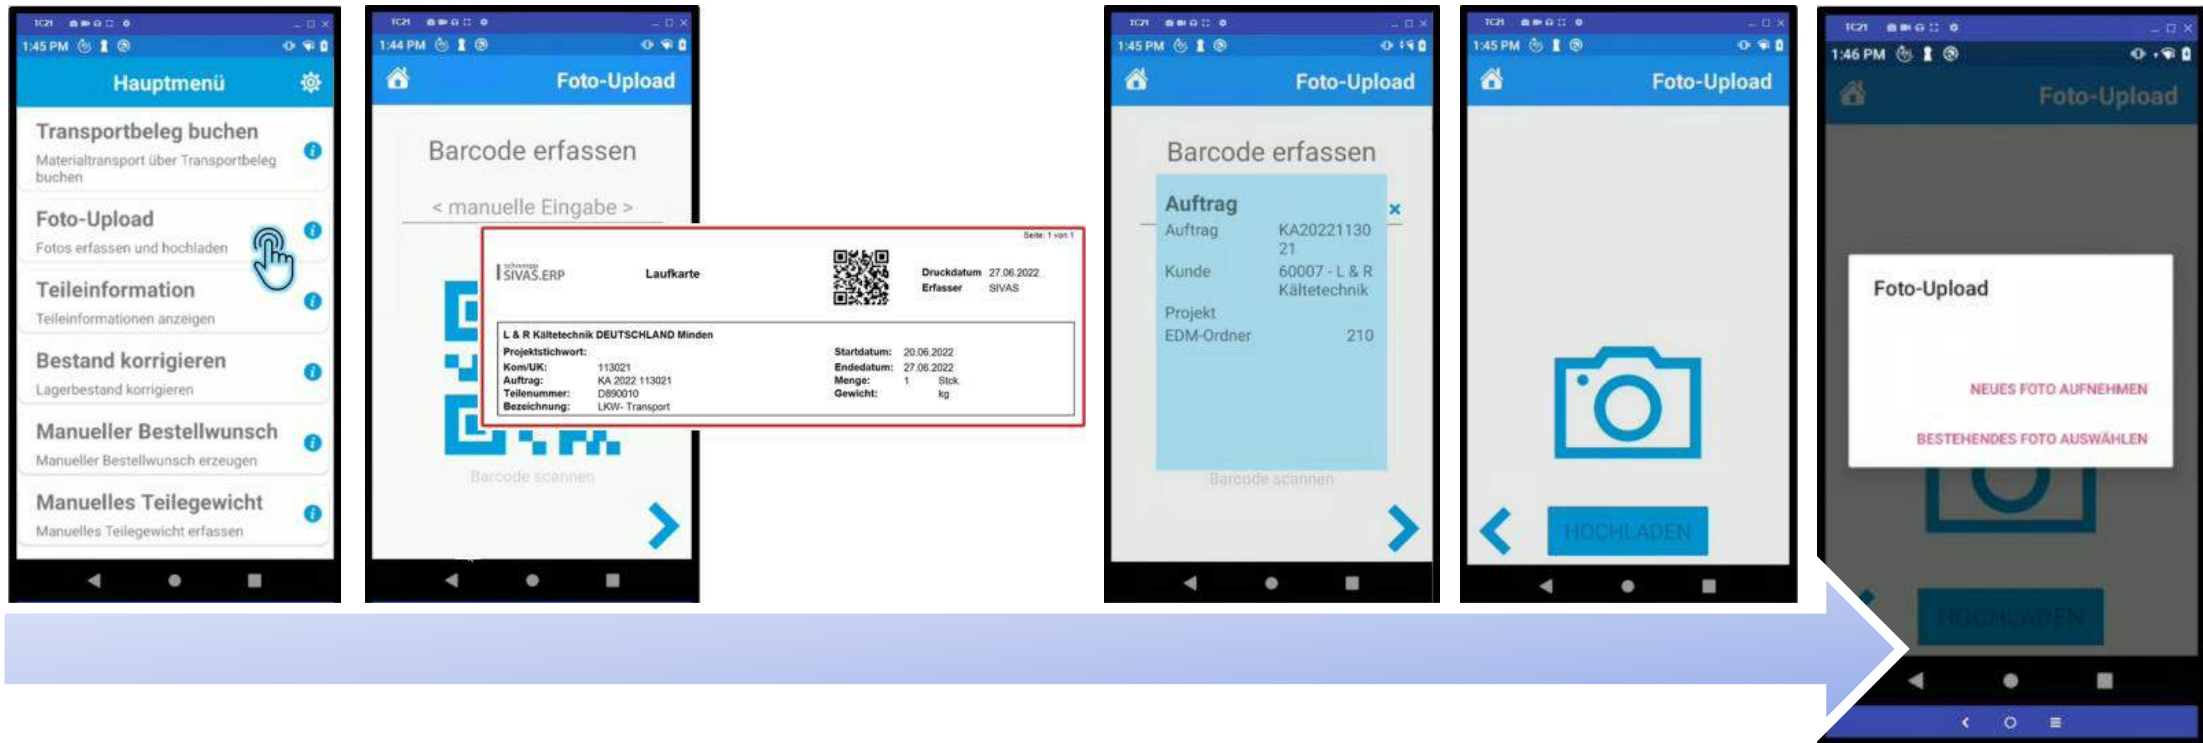 TC21
1:45 PM
Hauptmenü
Transportbeleg buchen
Materialtransport über Transportbeleg
buchen
Foto-Upload
Fotos erfassen und hochladen
Teileinformation
Teileinformationen anzeigen
Bestand korrigieren
Lagerbestand korrigieren
Manueller Bestellwunsch
Manueller Bestellwunsch erzeugen
Manuelles Teilegewicht
Manuelles Teilegewicht erfassen
TC21
1:44 PM
Foto-Upload
Barcode erfassen
< manuelle Eingabe >
Barcode scannen
Seite: 1 von 1
schrempp
SIVAS.ERP
Laufkarte
Druckdatum 27.06.2022
Erfasser SIVAS
L & R Kältetechnik DEUTSCHLAND Minden
Projektstichwort:
Kom/UK: 113021
Auftrag: KA 2022 113021
Teilenummer: D890010
Bezeichnung: LKW- Transport
Startdatum: 20.06.2022
Endedatum: 27.06.2022
Menge: 1 Stck.
Gewicht: kg
TC21
1:45 PM
Foto-Upload
Barcode erfassen
Auftrag
Auftrag KA20221130
21
Kunde 60007 - L & R
Kältetechnik
Projekt
EDM-Ordner 210
Barcode scannen
TC21
1:45 PM
Foto-Upload
HOCHLADEN
TC21
1:46 PM
Foto-Upload
Foto-Upload
NEUES FOTO AUFNEHMEN
BESTEHENDES FOTO AUSWÄHLEN
HOCHLADEN